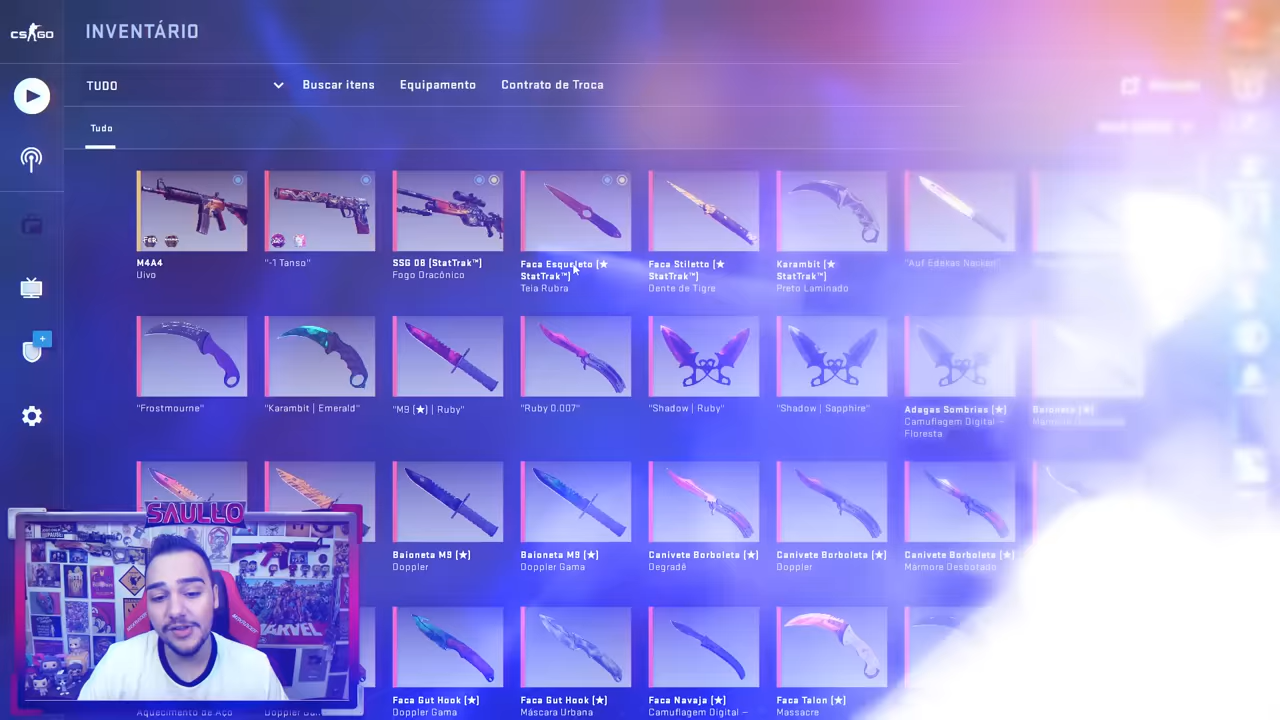 CS GO
INVENTÁRIO
TUDO
Buscar itens
Equipamento
Contrato de Troca
Tudo
M4A4
Uivo
"-1 Tanso"
SSG 08 (StatTrak™)
Fogo Dracônico
Faca Esqueleto (★
StatTrak™)
Teia Rubra
Faca Stiletto (★
StatTrak™)
Dente de Tigre
Karambit (★
StatTrak™)
Preto Laminado
"Frostmourne"
"Karambit | Emerald"
"M9 (★) | Ruby"
"Ruby 0.007"
"Shadow | Ruby"
"Shadow | Sapphire"
Adagas Sombrias (★)
Camuflagem Digital –
Floresta
Baioneta (★)
Baioneta M9 (★)
Doppler
Baioneta M9 (★)
Doppler Gama
Canivete Borboleta (★)
Degradê
Canivete Borboleta (★)
Doppler
Canivete Borboleta (★)
Mármore Desbotado
SAULLO
MARVEL
Aquecimento de Aço
Faca Gut Hook (★)
Doppler Gama
Faca Gut Hook (★)
Máscara Urbana
Faca Navaja (★)
Camuflagem Digital –
Faca Talon (★)
Massacre